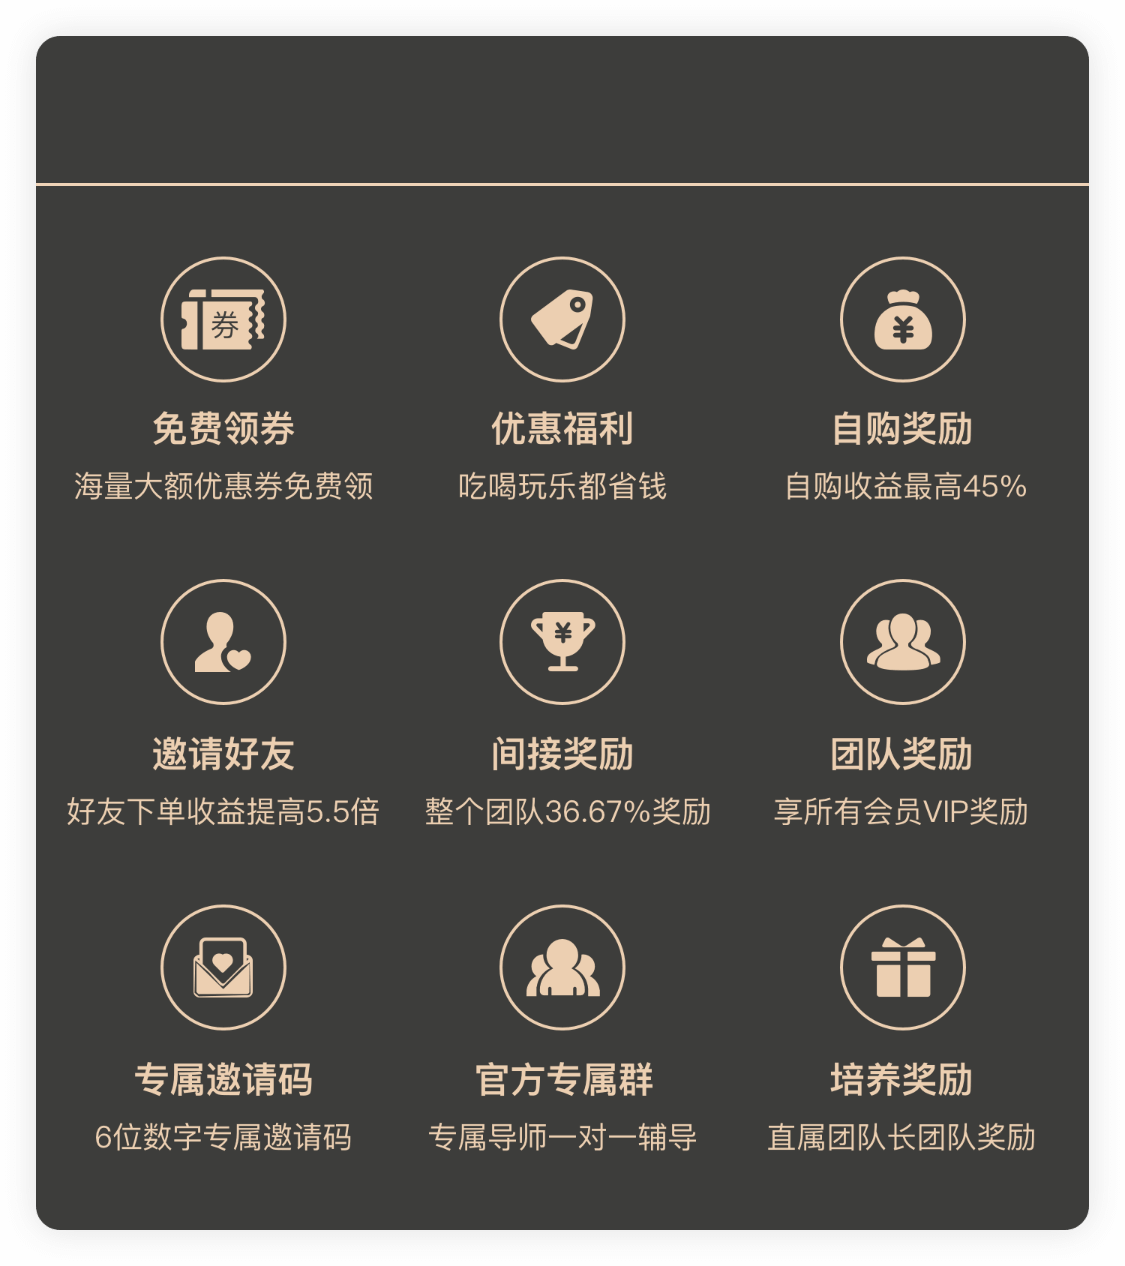 券
¥
免费领券
优惠福利
自购奖励
海量大额优惠券免费领
吃喝玩乐都省钱
自购收益最高45%
¥
邀请好友
间接奖励
团队奖励
好友下单收益提高5.5倍
整个团队36.67%奖励
享所有会员VIP奖励
专属邀请码
官方专属群
培养奖励
6位数字专属邀请码
专属导师一对一辅导
直属团队长团队奖励